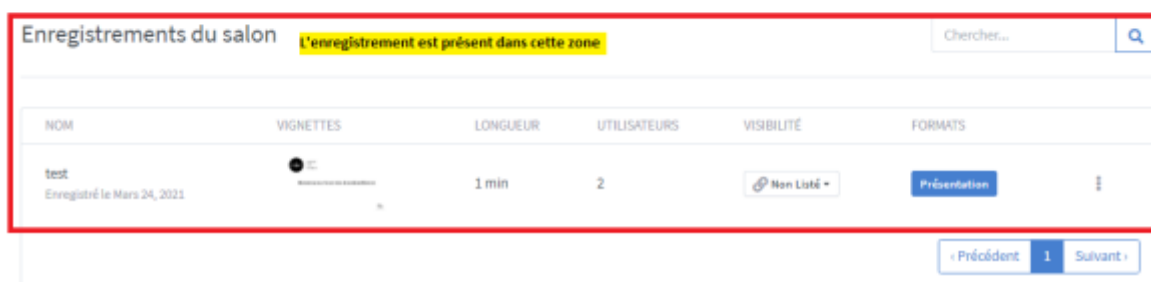 Enregistrements du salon
L'enregistrement est présent dans cette zone
Chercher...
NOM VIGNETTES LONGUEUR UTILISATEURS VISIBILITÉ FORMATS
test
Enregistré le Mars 24, 2021
1 min 2 Non Listé Présentation
‹ Précédent 1 Suivant ›